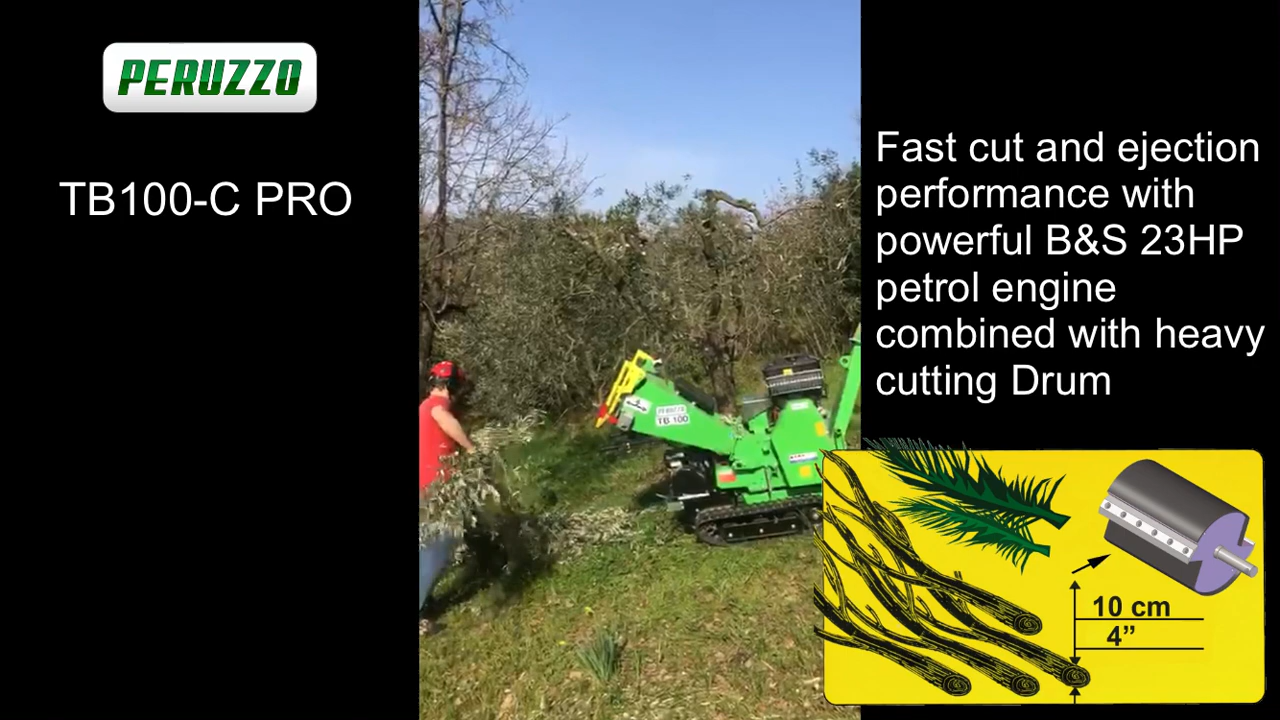 PERUZZO
TB100-C PRO
Fast cut and ejection
performance with
powerful B&S 23HP
petrol engine
combined with heavy
cutting Drum
PERUZZO
TB 100
10 cm
4”